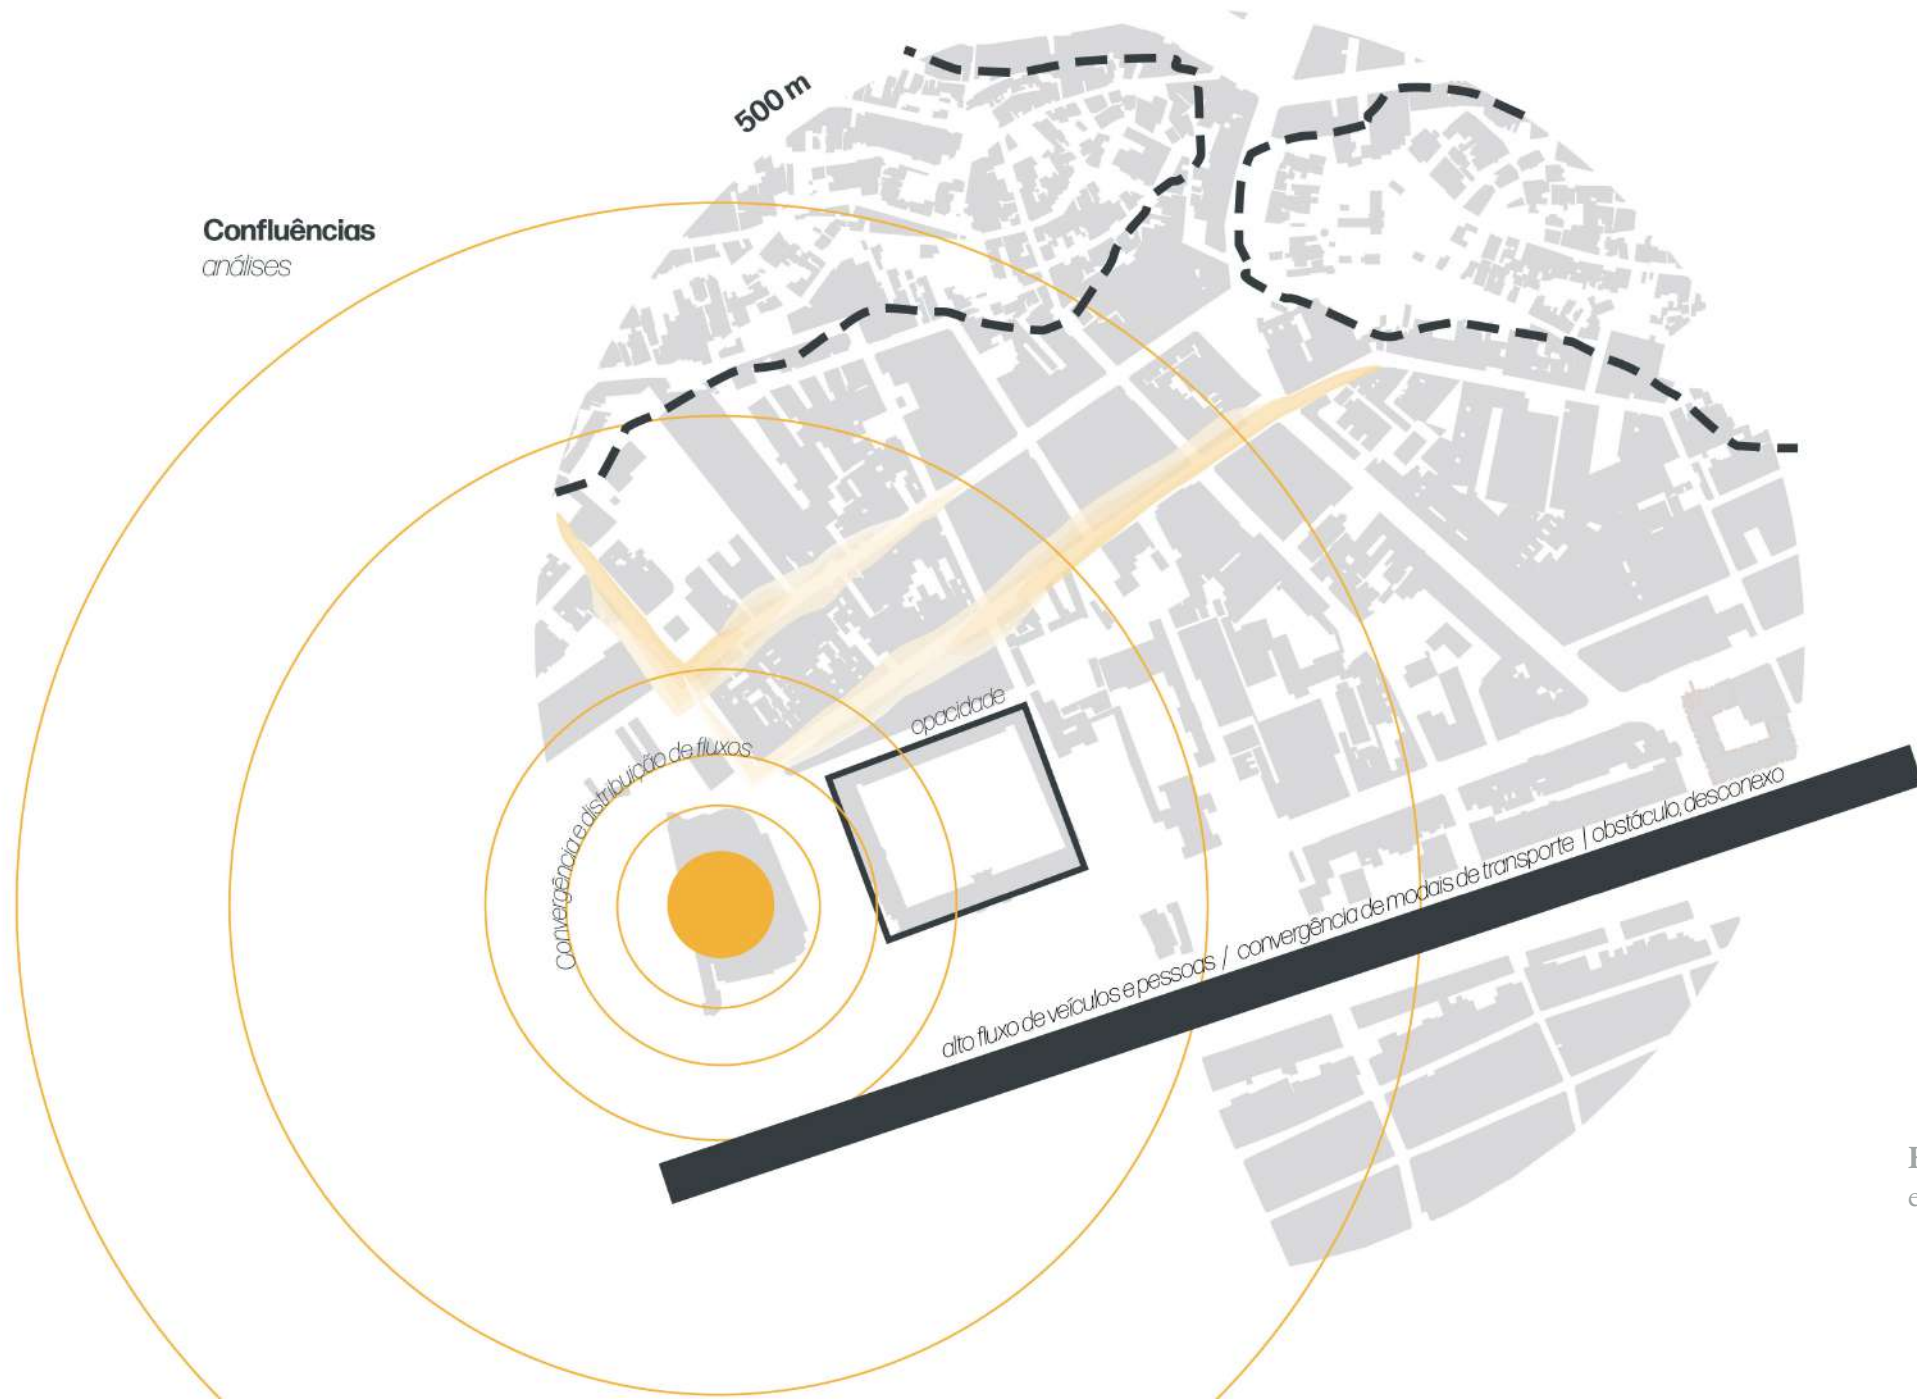 500 m
Confluências
análises
opacidade
Convergência e distribuição de fluxos
alto fluxo de veículos e pessoas / convergência de modais de transporte | obstáculo, desconexo
e